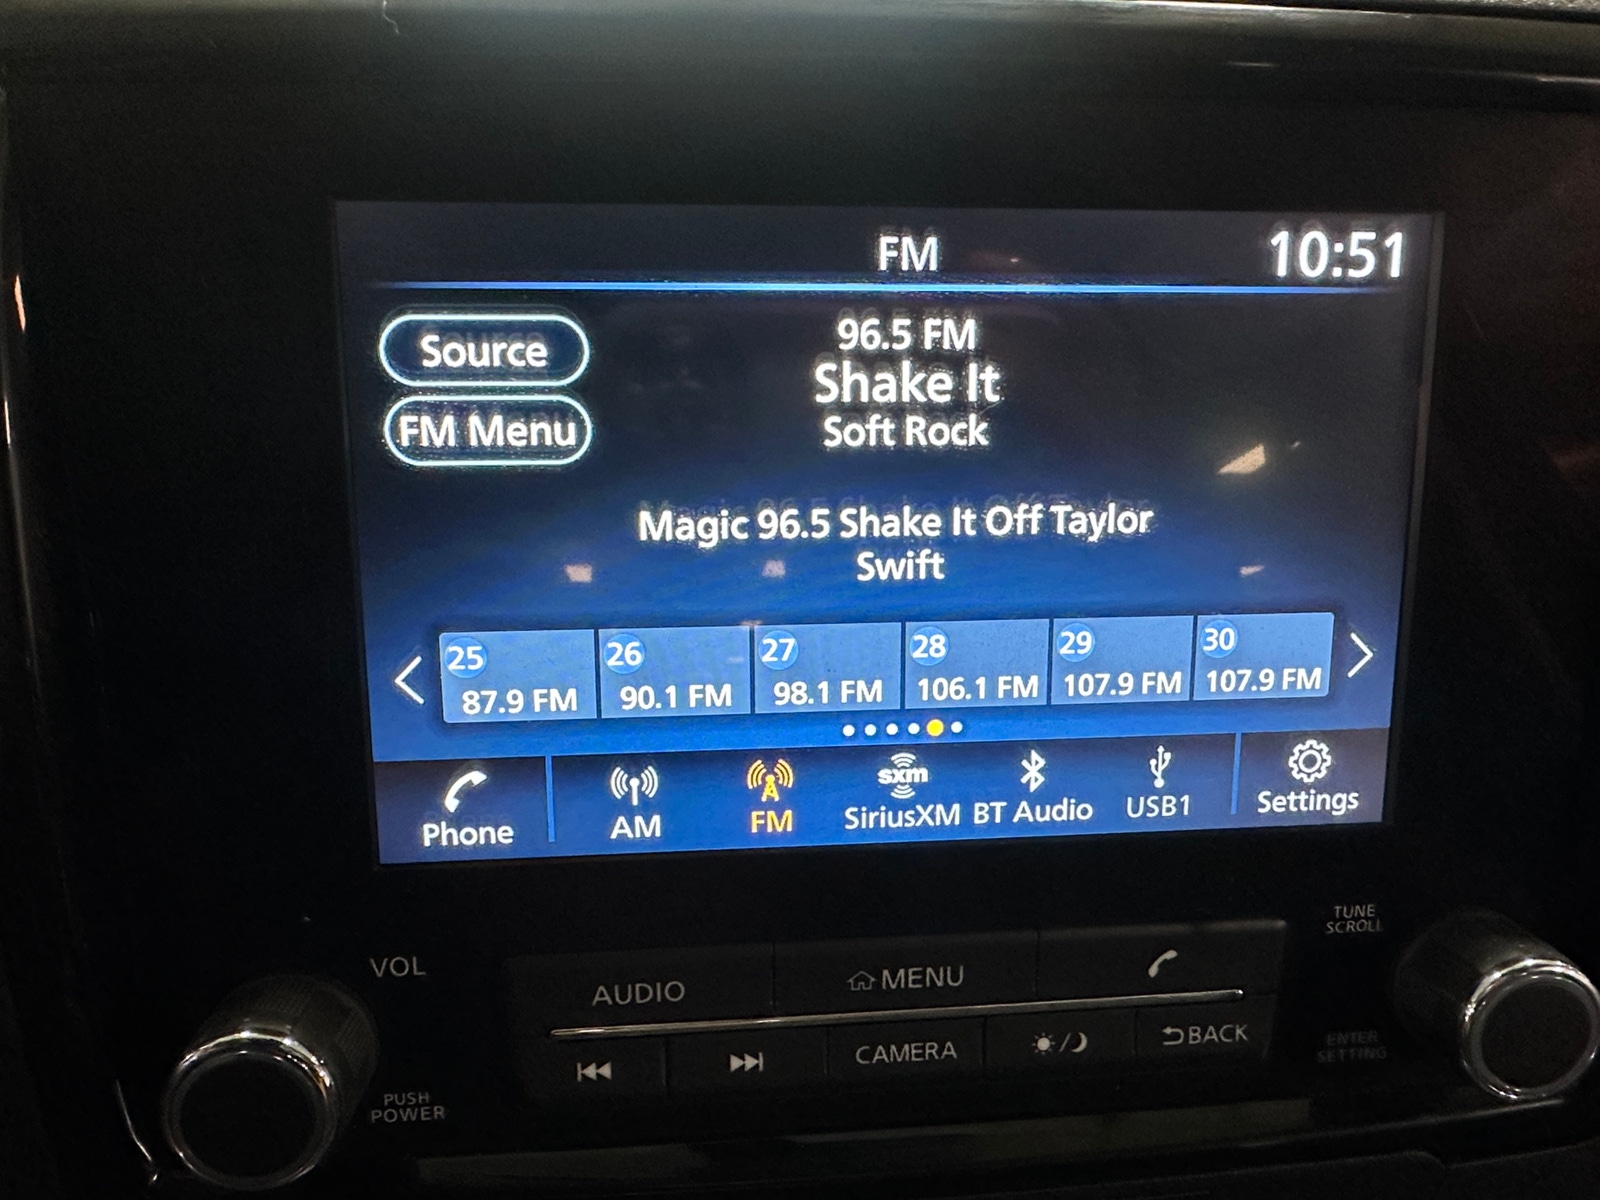 FM
10:51
Source
96.5 FM
Shake It
FM Menu
Soft Rock
Magic 96.5 Shake It Off Taylor
Swift
25
26
27
28
29
30
87.9 FM
90.1 FM
98.1 FM
106.1 FM
107.9 FM
107.9 FM
Phone
AM
FM
sxm
SiriusXM
BT Audio
USB1
Settings
VOL
AUDIO
MENU
TUNE
SCROLL
CAMERA
BACK
ENTER
SETTING
PUSH
POWER